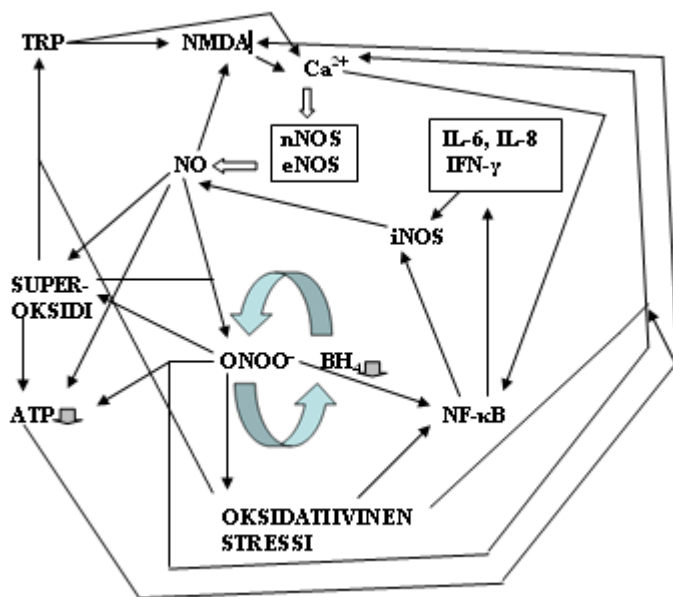 TRP
NMDA
Ca²⁺
nNOS
eNOS
IL-6, IL-8
IFN-γ
NO
iNOS
SUPER-
OKSIDI
ONOO⁻
BH₄
ATP
NF-κB
OKSIDATIIVINEN
STRESSI